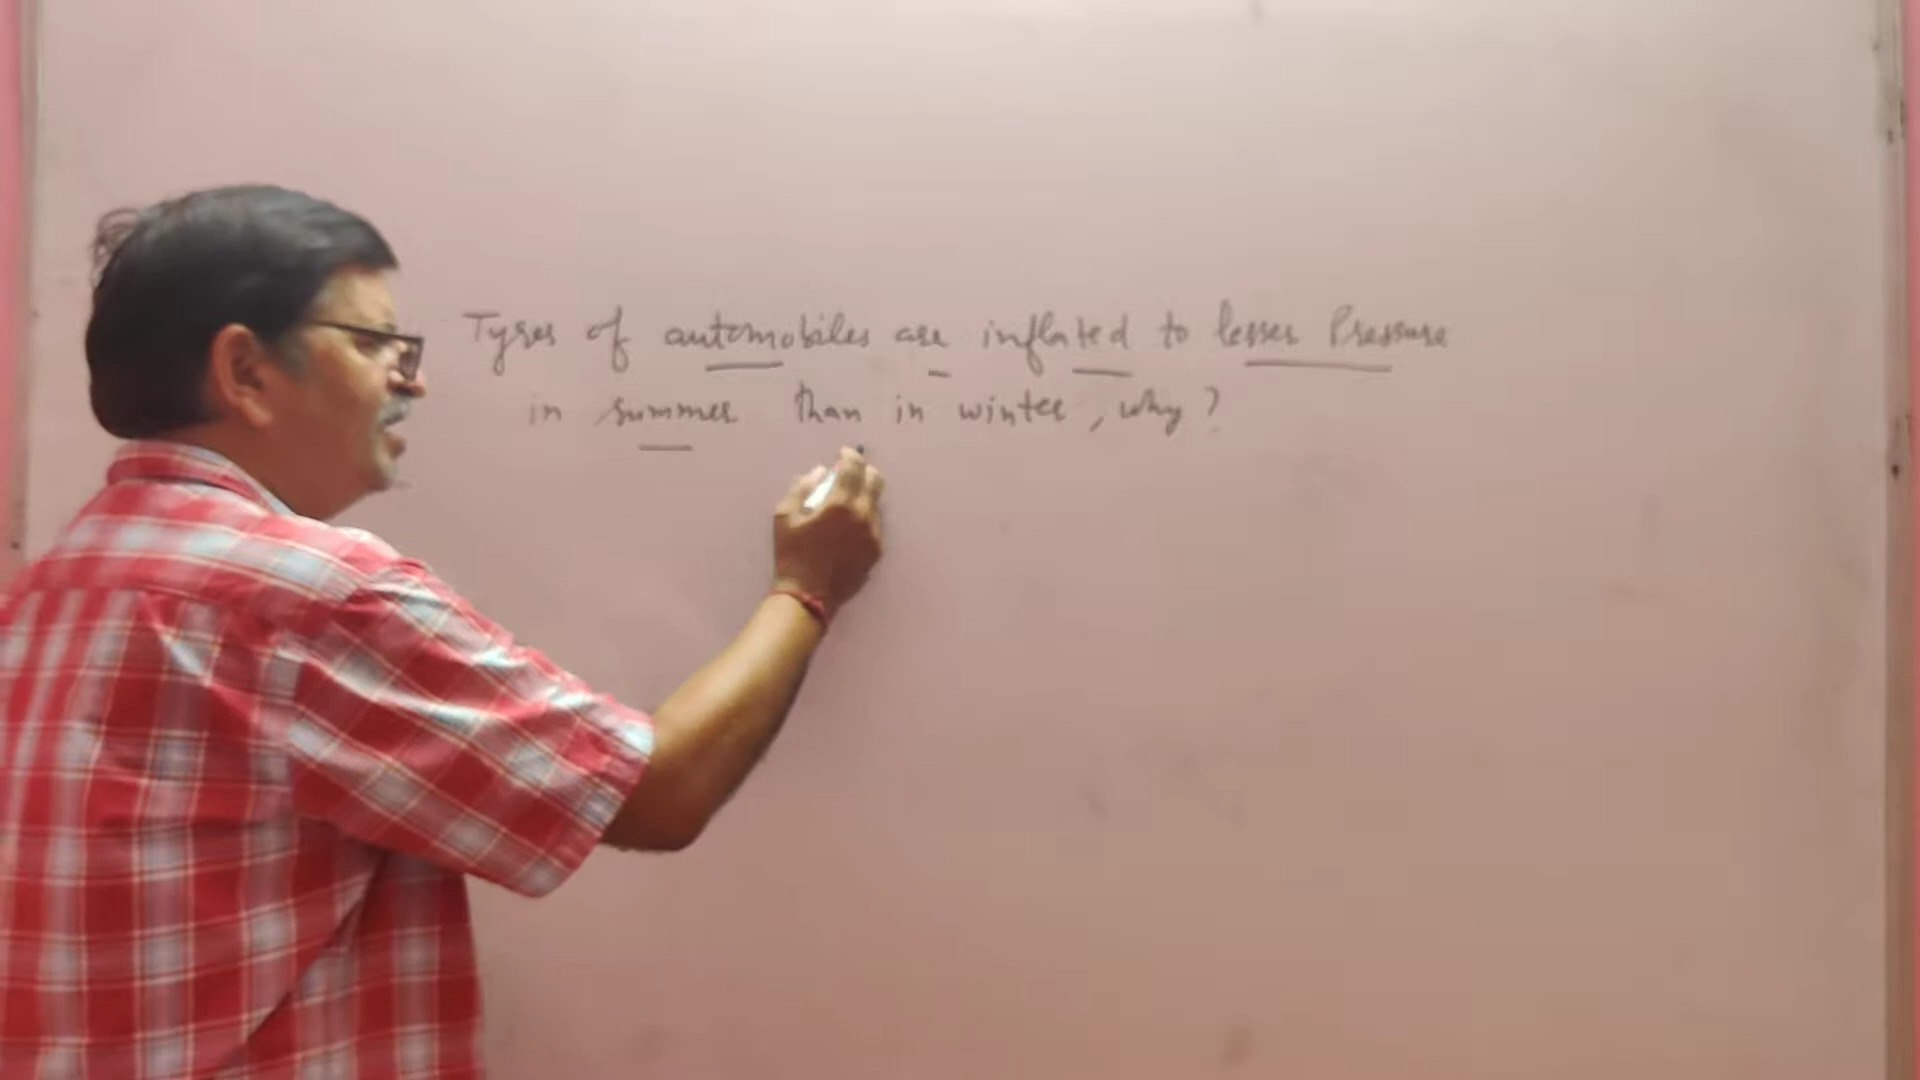 Tyres of automobiles are inflated to lesser Pressure
in summer than in winter, why?